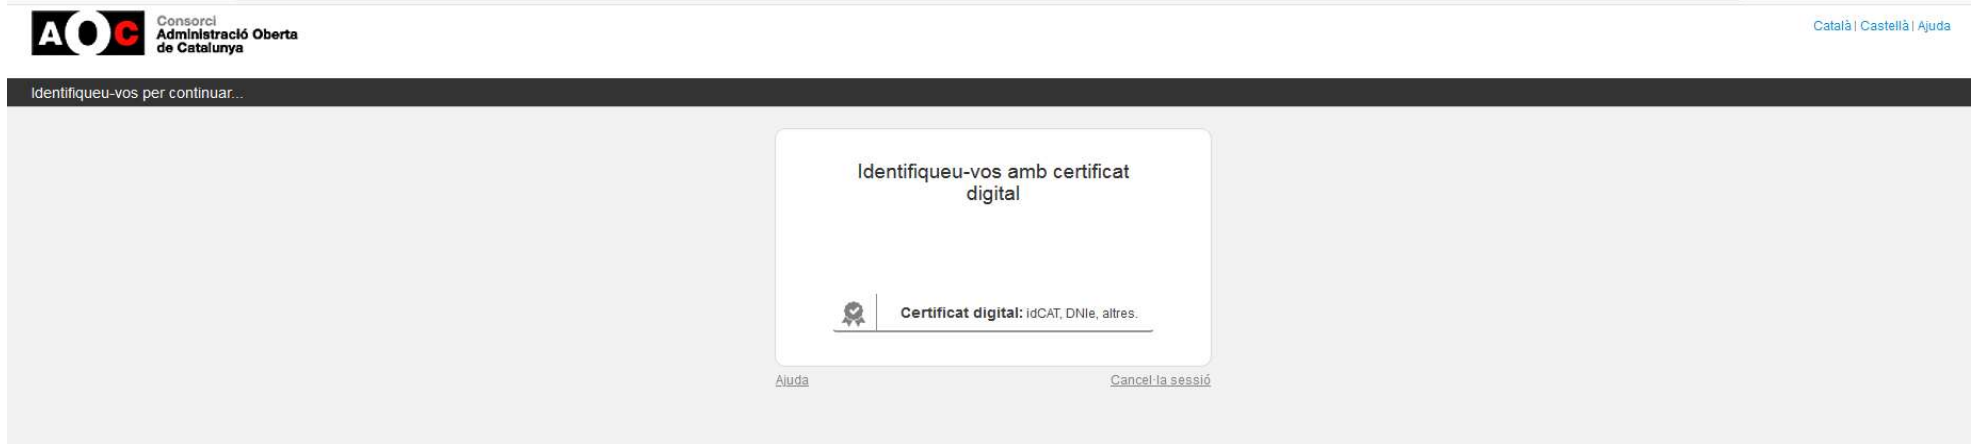 AOC
Consorci
Administració Oberta
de Catalunya
Català | Castellà | Ajuda
Identifiqueu-vos per continuar...
Identifiqueu-vos amb certificat
digital
Certificat digital: idCAT, DNIe, altres.
Ajuda
Cancel·la sessió